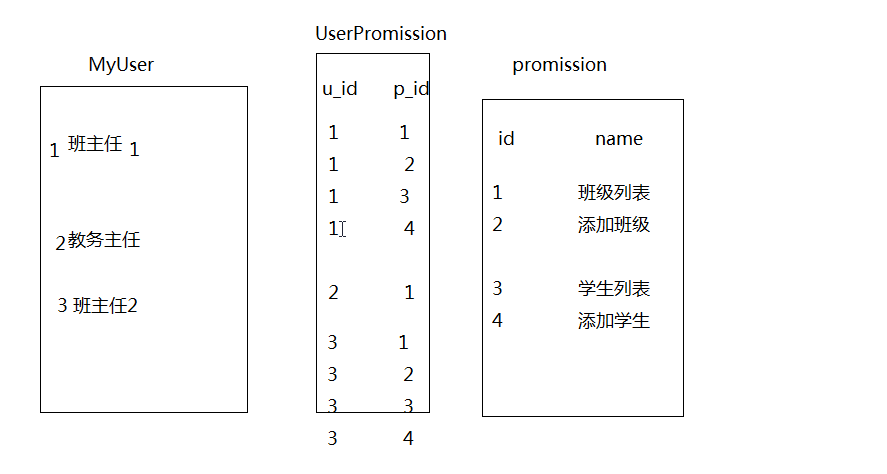 MyUser
1 班主任 1
2教务主任
3 班主任2
UserPromission
u_id p_id
1 1
1 2
1 3
1 4
2 1
3 1
3 2
3 3
3 4
promission
id name
1 班级列表
2 添加班级
3 学生列表
4 添加学生